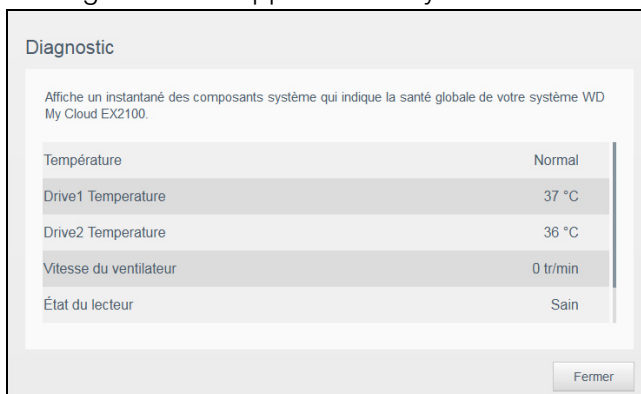 Diagnostic
Affiche un instantané des composants système qui indique la santé globale de votre système WD
My Cloud EX2100.
Température Normal
Drive1 Temperature 37 °C
Drive2 Temperature 36 °C
Vitesse du ventilateur 0 tr/min
État du lecteur Sain
Fermer